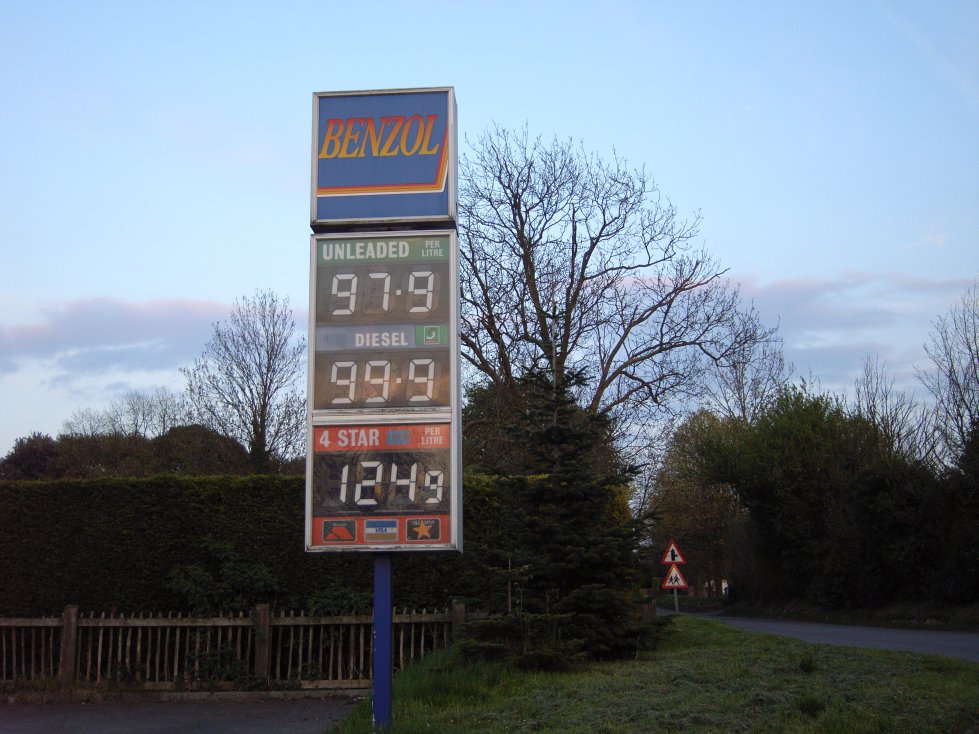 BENZOL
UNLEADED PER LITRE
97.9
DIESEL
99.9
4 STAR PER LITRE
124.9